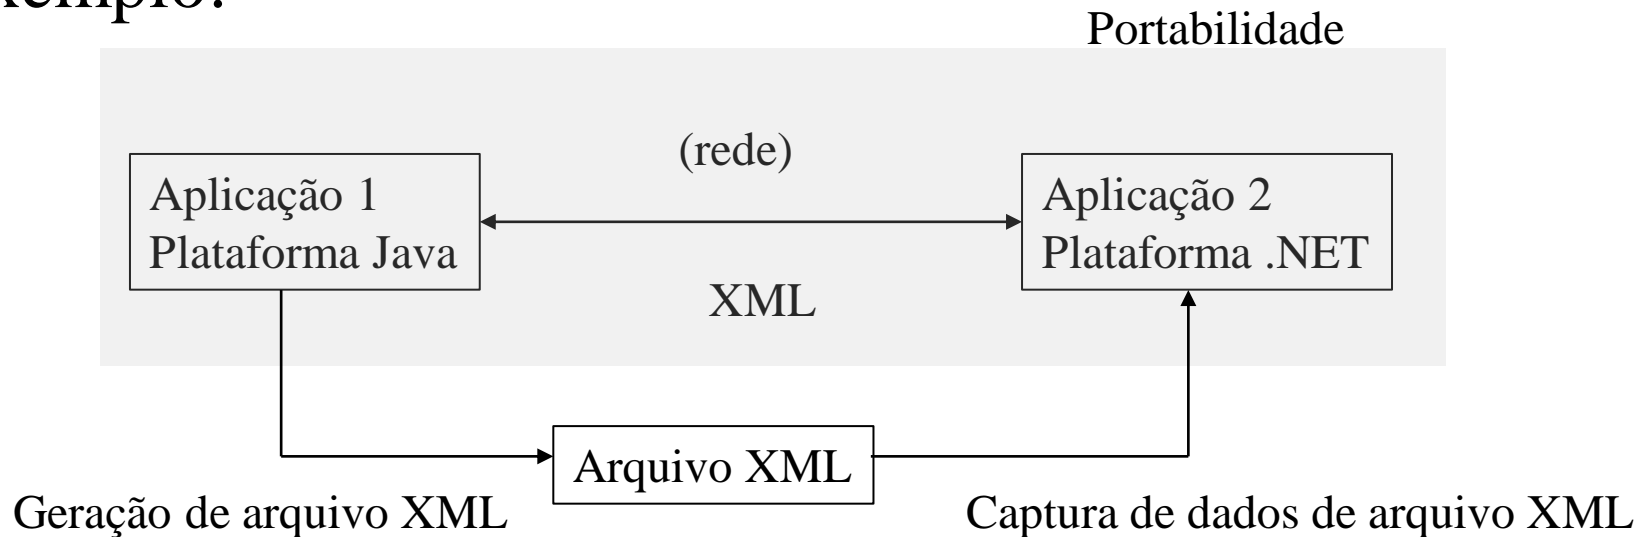 xemplo:
Portabilidade
(rede)
Aplicação 1
Plataforma Java
Aplicação 2
Plataforma .NET
XML
Arquivo XML
Geração de arquivo XML
Captura de dados de arquivo XML